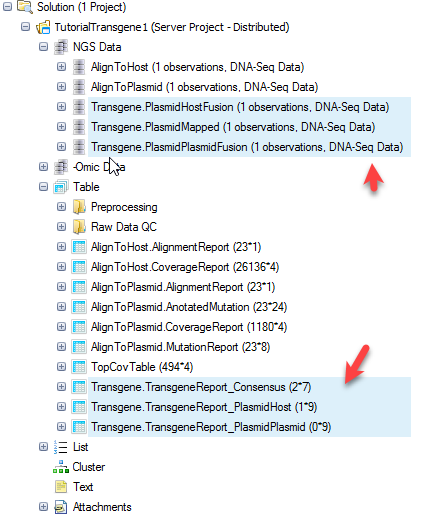 Solution (1 Project)
TutorialTransgene1 (Server Project - Distributed)
NGS Data
AlignToHost (1 observations, DNA-Seq Data)
AlignToPlasmid (1 observations, DNA-Seq Data)
Transgene.PlasmidHostFusion (1 observations, DNA-Seq Data)
Transgene.PlasmidMapped (1 observations, DNA-Seq Data)
Transgene.PlasmidPlasmidFusion (1 observations, DNA-Seq Data)
-Omic Data
Table
Preprocessing
Raw Data QC
AlignToHost.AlignmentReport (23*1)
AlignToHost.CoverageReport (26136*4)
AlignToPlasmid.AlignmentReport (23*1)
AlignToPlasmid.AnotatedMutation (23*24)
AlignToPlasmid.CoverageReport (1180*4)
AlignToPlasmid.MutationReport (23*8)
TopCovTable (494*4)
Transgene.TransgeneReport_Consensus (2*7)
Transgene.TransgeneReport_PlasmidHost (1*9)
Transgene.TransgeneReport_PlasmidPlasmid (0*9)
List
Cluster
Text
Attachments